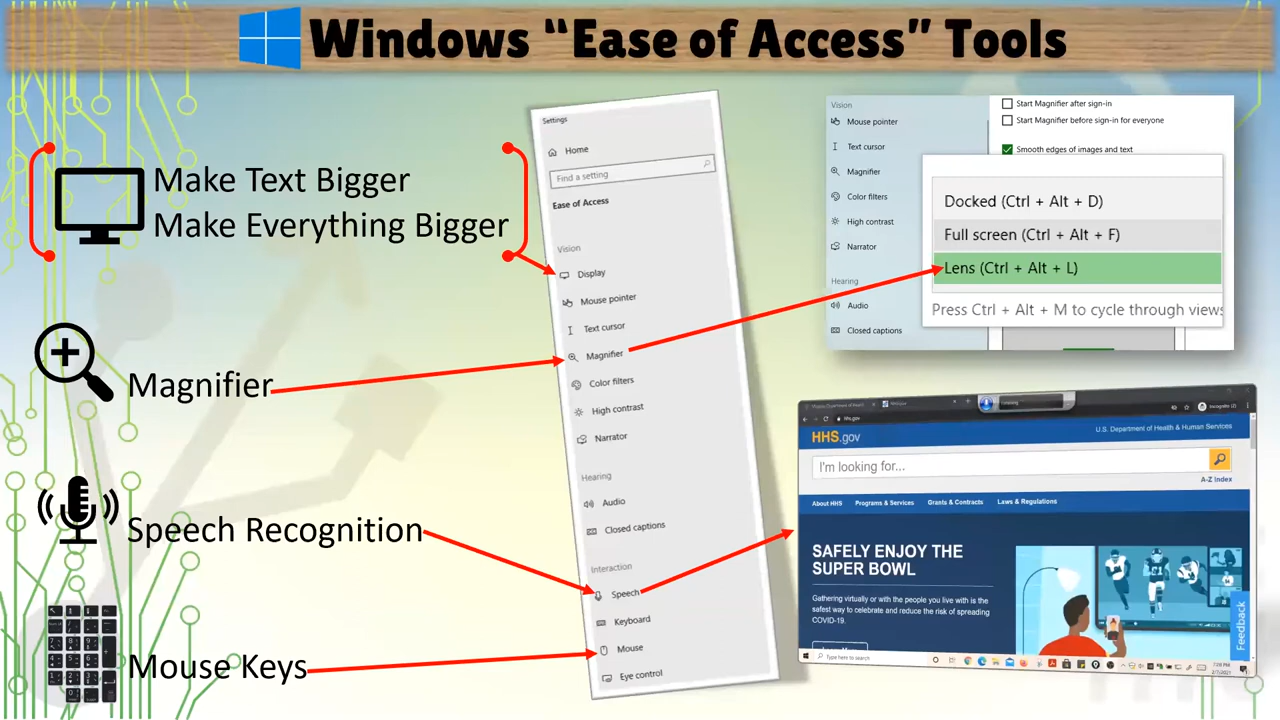 Windows “Ease of Access” Tools
Make Text Bigger
Make Everything Bigger
Magnifier
Speech Recognition
Mouse Keys
Settings
Home
Find a setting
Ease of Access
Vision
Display
Mouse pointer
Text cursor
Magnifier
Color filters
High contrast
Narrator
Hearing
Audio
Closed captions
Interaction
Speech
Keyboard
Mouse
Eye control
Vision
Mouse pointer
Text cursor
Magnifier
Color filters
High contrast
Narrator
Hearing
Audio
Closed captions
Start Magnifier after sign-in
Start Magnifier before sign-in for everyone
Smooth edges of images and text
Docked (Ctrl + Alt + D)
Full screen (Ctrl + Alt + F)
Lens (Ctrl + Alt + L)
Press Ctrl + Alt + M to cycle through views
hhs.gov
Incognito (2)
HHS.gov
U.S. Department of Health & Human Services
I'm looking for...
A-Z Index
About HHS Programs & Services Grants & Contracts Laws & Regulations
SAFELY ENJOY THE
SUPER BOWL
Gathering virtually or with the people you live with is the
safest way to celebrate and reduce the risk of spreading
COVID-19.
Feedback
Type here to search
2/7/2021